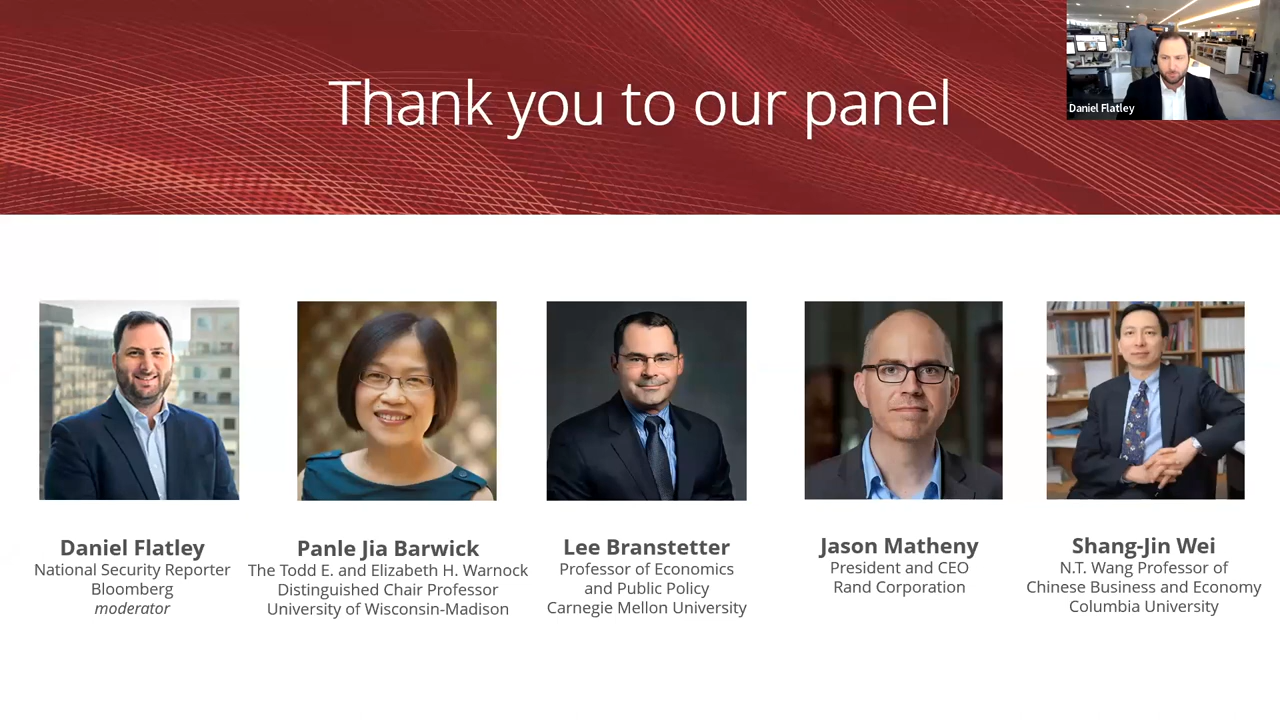 Thank you to our panel
Daniel Flatley
Daniel Flatley
National Security Reporter
Bloomberg
moderator
Panle Jia Barwick
The Todd E. and Elizabeth H. Warnock
Distinguished Chair Professor
University of Wisconsin-Madison
Lee Branstetter
Professor of Economics
and Public Policy
Carnegie Mellon University
Jason Matheny
President and CEO
Rand Corporation
Shang-Jin Wei
N.T. Wang Professor of
Chinese Business and Economy
Columbia University